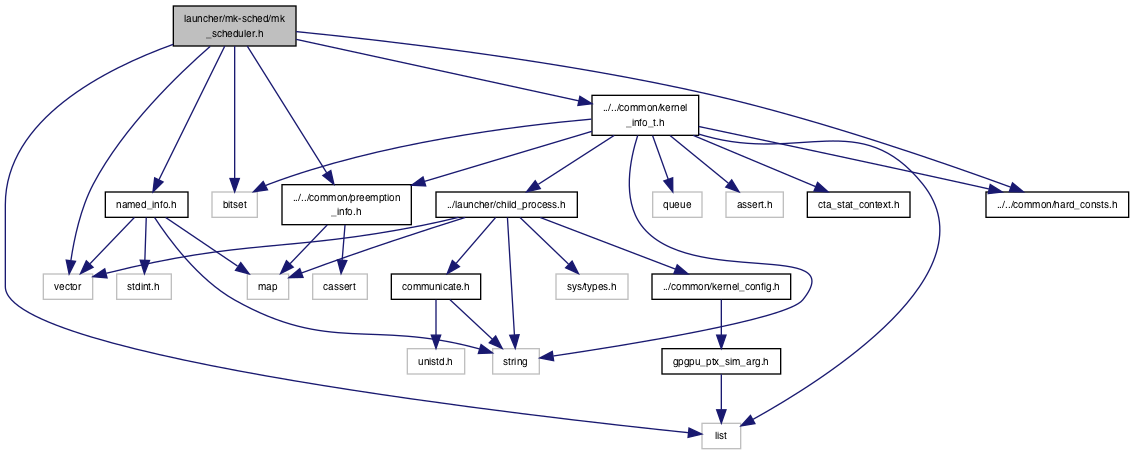 launcher/mk-sched/mk
_scheduler.h
../../common/kernel
_info_t.h
named_info.h
bitset
../../common/preemption
_info.h
../launcher/child_process.h
queue
assert.h
cta_stat_context.h
../../common/hard_consts.h
vector
stdint.h
map
cassert
communicate.h
sys/types.h
../common/kernel_config.h
unistd.h
string
gpgpu_ptx_sim_arg.h
list